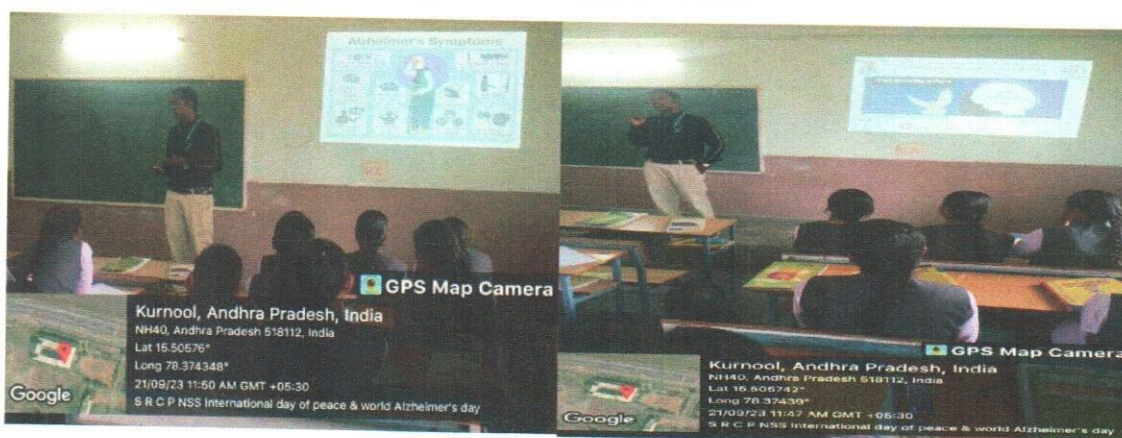 Alzheimer's Symptoms
GPS Map Camera
Kurnool, Andhra Pradesh, India
NH40, Andhra Pradesh 518112, India
Lat 15.50576°
Long 78.374348°
21/09/23 11:50 AM GMT +05:30
S R C P NSS International day of peace & world Alzheimer's day
Google
GPS Map Camera
Kurnool, Andhra Pradesh, India
NH40, Andhra Pradesh 518112, India
Lat 15.505742°
Long 78.37439°
21/09/23 11:47 AM GMT +05:30
S R C P NSS International day of peace & world Alzheimer's day
Google